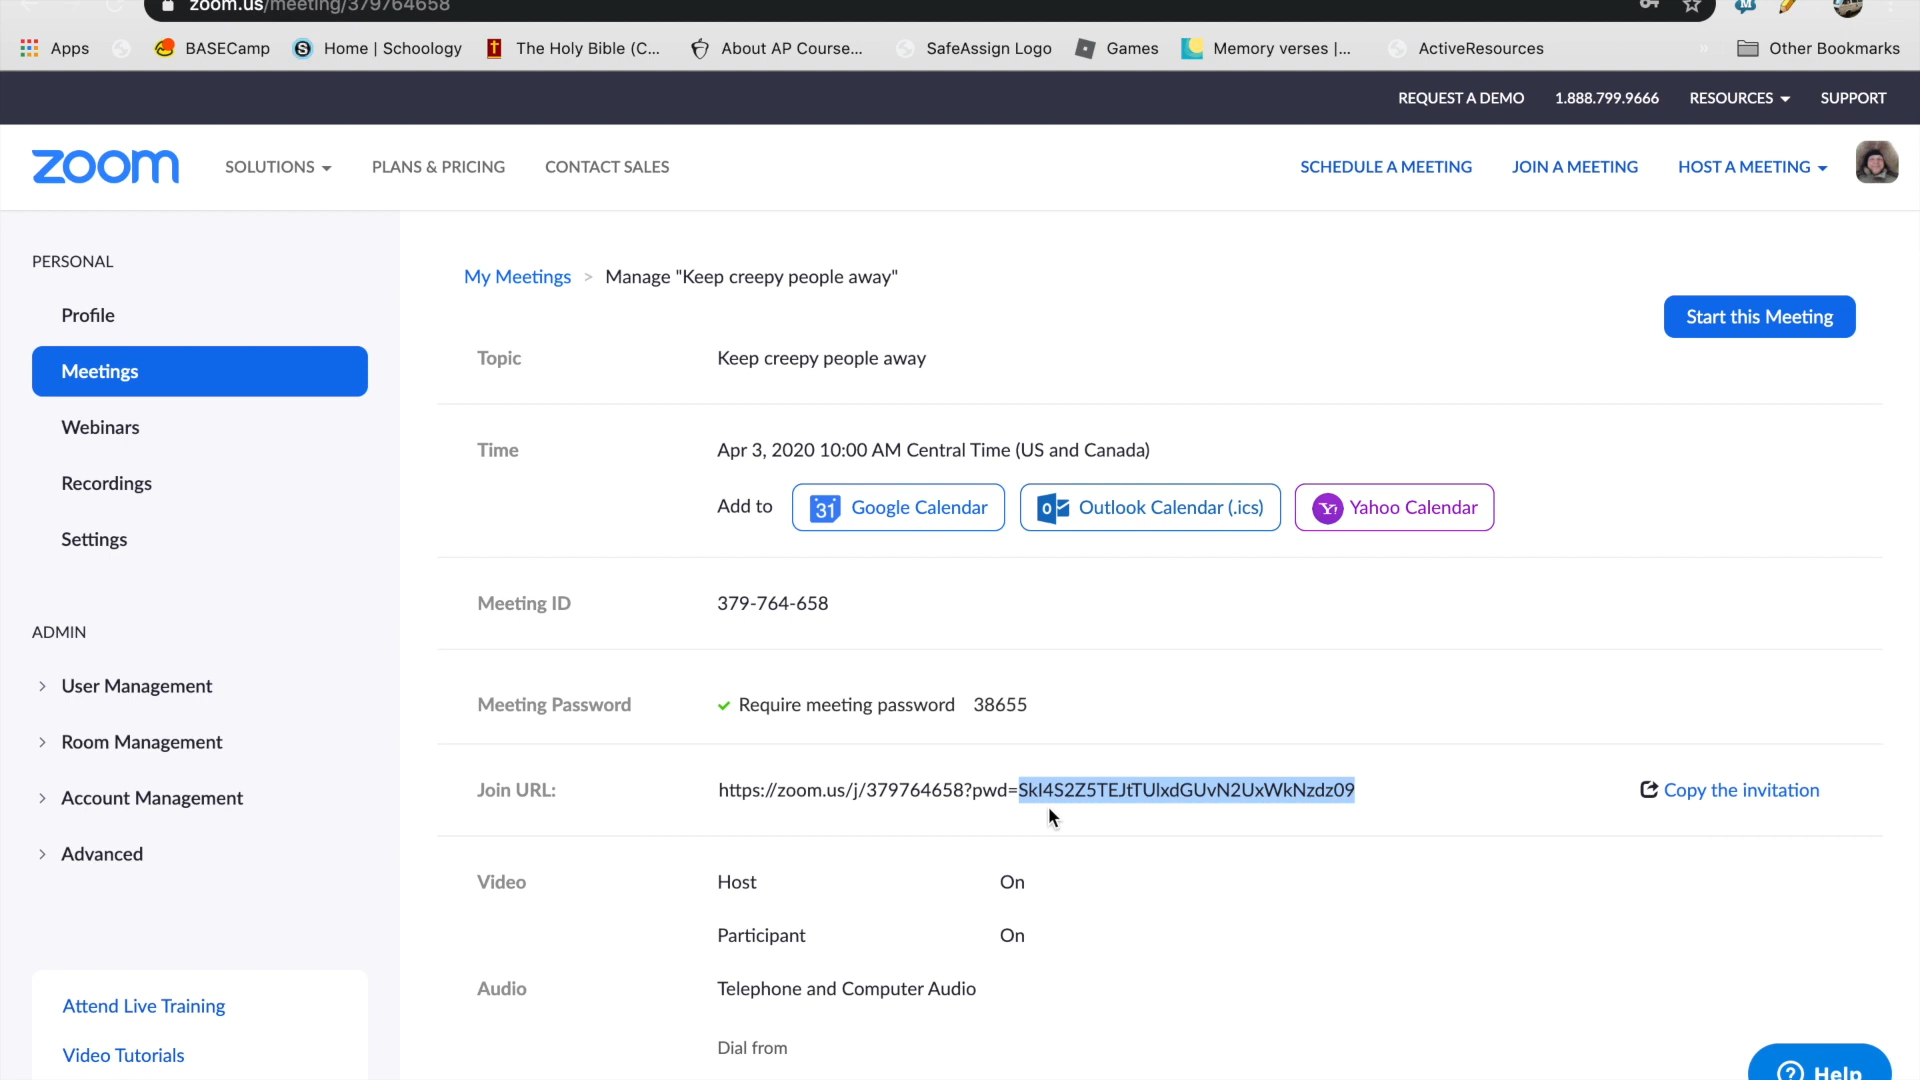 zoom.us/meeting/379764658
Apps BASECamp Home | Schoology The Holy Bible (C... About AP Course... SafeAssign Logo Games Memory verses |... ActiveResources » Other Bookmarks
REQUEST A DEMO 1.888.799.9666 RESOURCES SUPPORT
zoom SOLUTIONS PLANS & PRICING CONTACT SALES SCHEDULE A MEETING JOIN A MEETING HOST A MEETING
PERSONAL
Profile
Meetings
Webinars
Recordings
Settings
ADMIN
User Management
Room Management
Account Management
Advanced
Attend Live Training
Video Tutorials
My Meetings > Manage "Keep creepy people away"
Start this Meeting
Topic Keep creepy people away
Time Apr 3, 2020 10:00 AM Central Time (US and Canada)
Add to 31 Google Calendar Outlook Calendar (.ics) Yahoo Calendar
Meeting ID 379-764-658
Meeting Password Require meeting password 38655
Join URL: https://zoom.us/j/379764658?pwd=SkI4S2Z5TEJtTUlxdGUvN2UxWkNzdz09 Copy the invitation
Video Host On
Participant On
Audio Telephone and Computer Audio
Dial from
Help